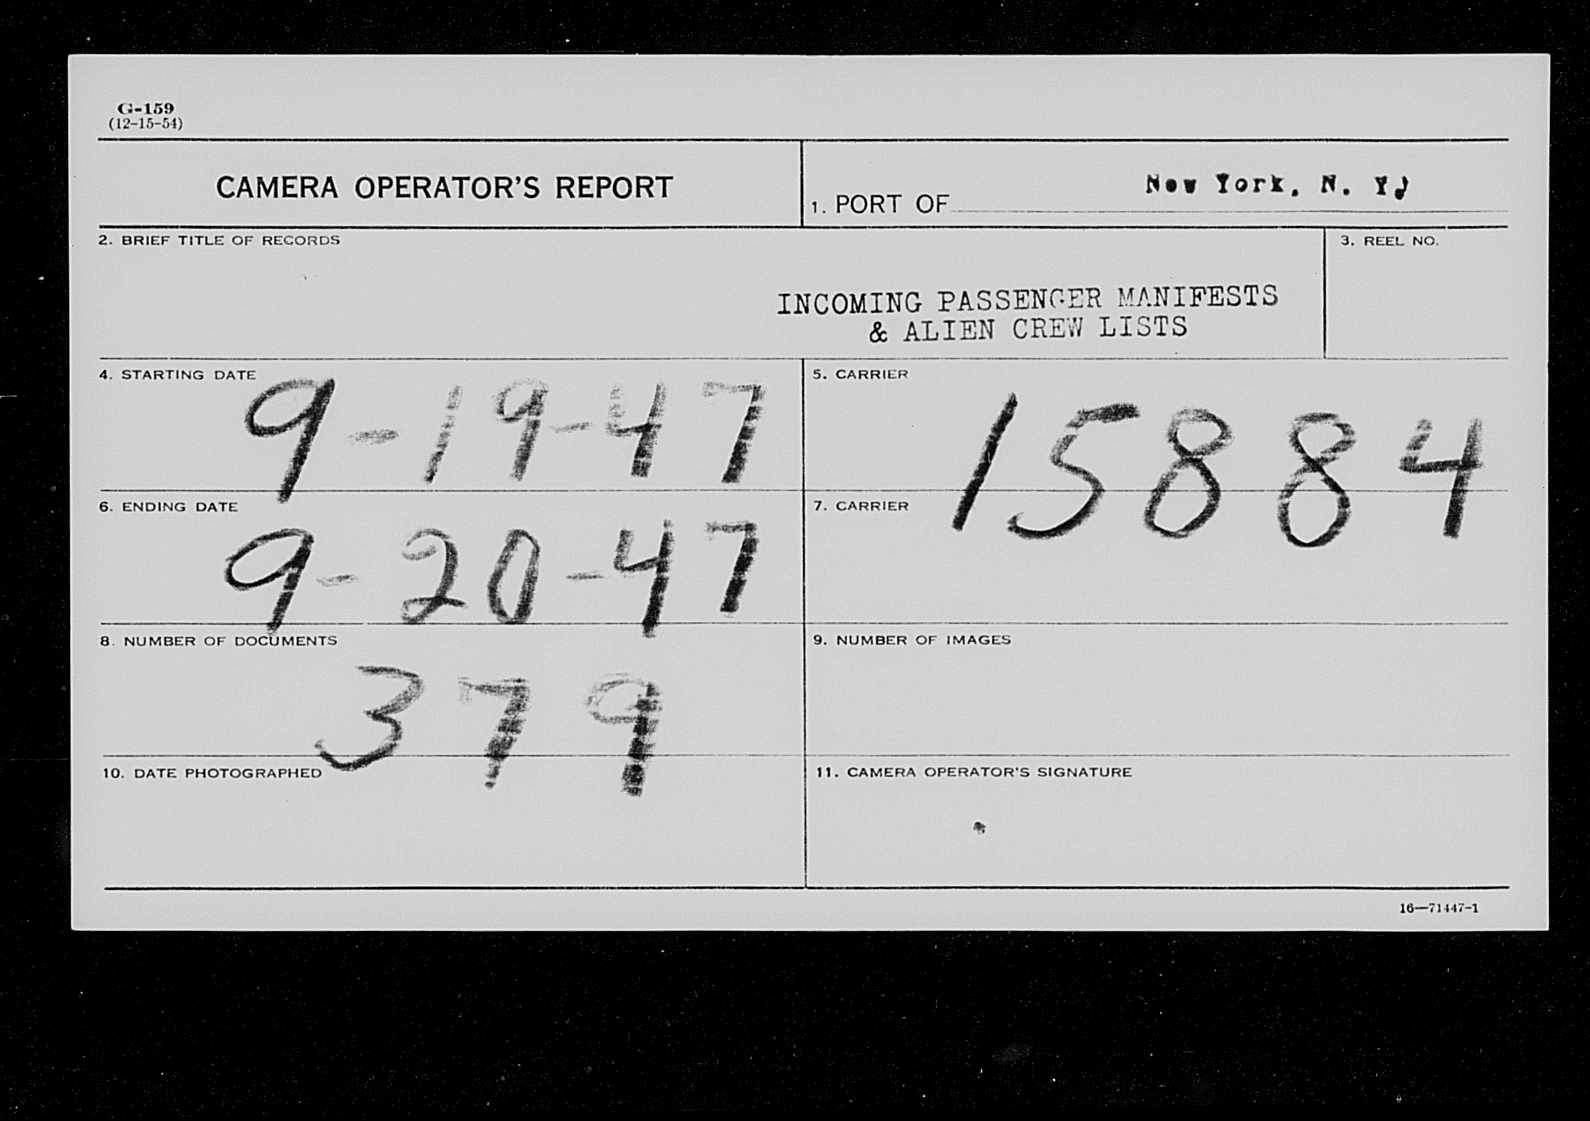 G-159
(12-15-54)
CAMERA OPERATOR'S REPORT
1. PORT OF New York, N. Y.
2. BRIEF TITLE OF RECORDS
3. REEL NO.
INCOMING PASSENGER MANIFESTS
& ALIEN CREW LISTS
4. STARTING DATE
9-19-47
5. CARRIER
15884
6. ENDING DATE
9-20-47
7. CARRIER
8. NUMBER OF DOCUMENTS
379
9. NUMBER OF IMAGES
10. DATE PHOTOGRAPHED
11. CAMERA OPERATOR'S SIGNATURE
16—71447-1